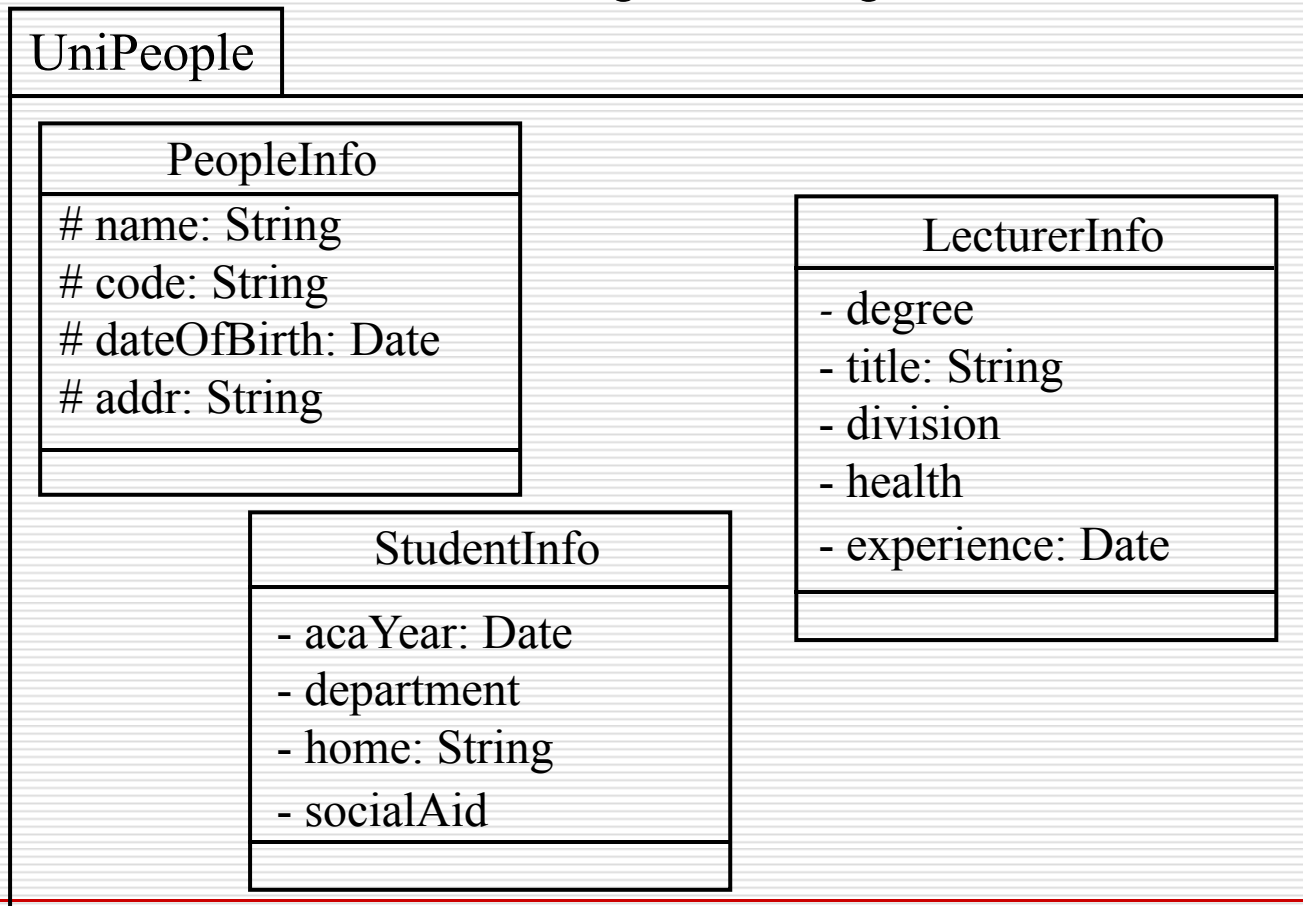 UniPeople
PeopleInfo
# name: String
# code: String
# dateOfBirth: Date
# addr: String
LecturerInfo
- degree
- title: String
- division
- health
- experience: Date
StudentInfo
- acaYear: Date
- department
- home: String
- socialAid